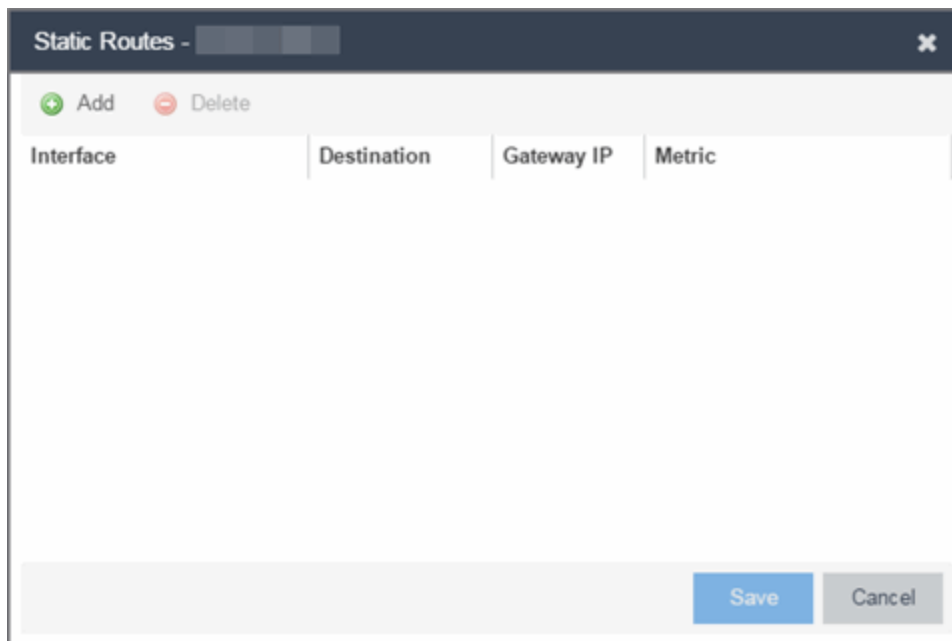 Static Routes -
Add Delete
Interface Destination Gateway IP Metric
Save Cancel